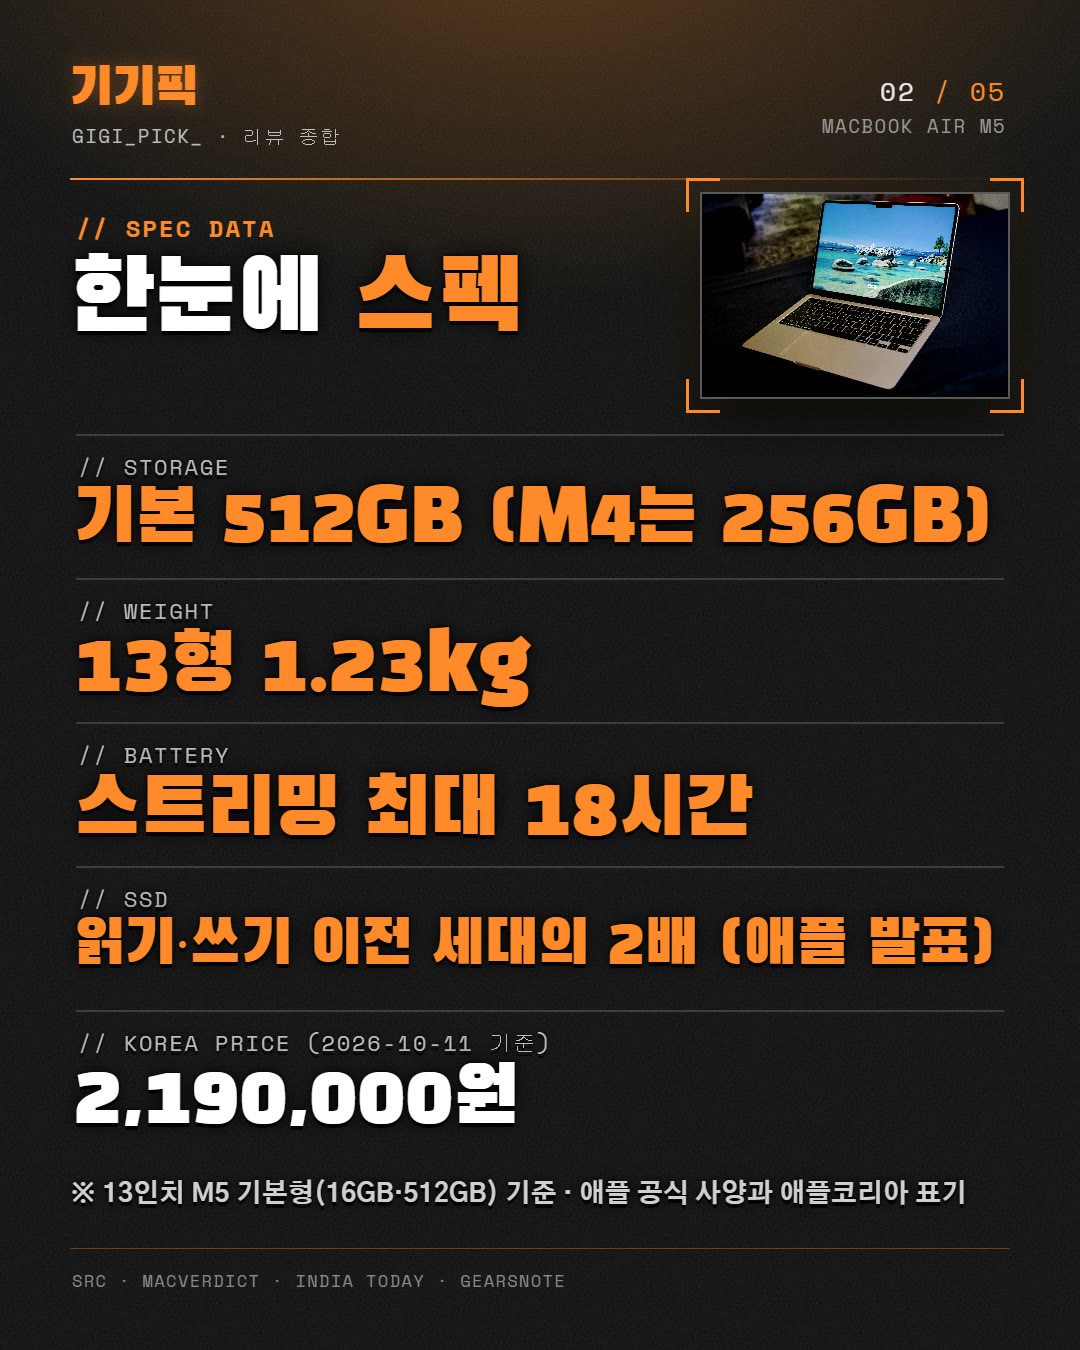 기기픽
GIGI_PICK_ · 리뷰 종합
02 / 05
MACBOOK AIR M5
// SPEC DATA
한눈에 스펙
// STORAGE
기본 512GB (M4는 256GB)
// WEIGHT
13형 1.23kg
// BATTERY
스트리밍 최대 18시간
// SSD
읽기·쓰기 이전 세대의 2배 (애플 발표)
// KOREA PRICE (2026-10-11 기준)
2,190,000원
※ 13인치 M5 기본형(16GB·512GB) 기준 · 애플 공식 사양과 애플코리아 표기
SRC · MACVERDICT · INDIA TODAY · GEARSNOTE